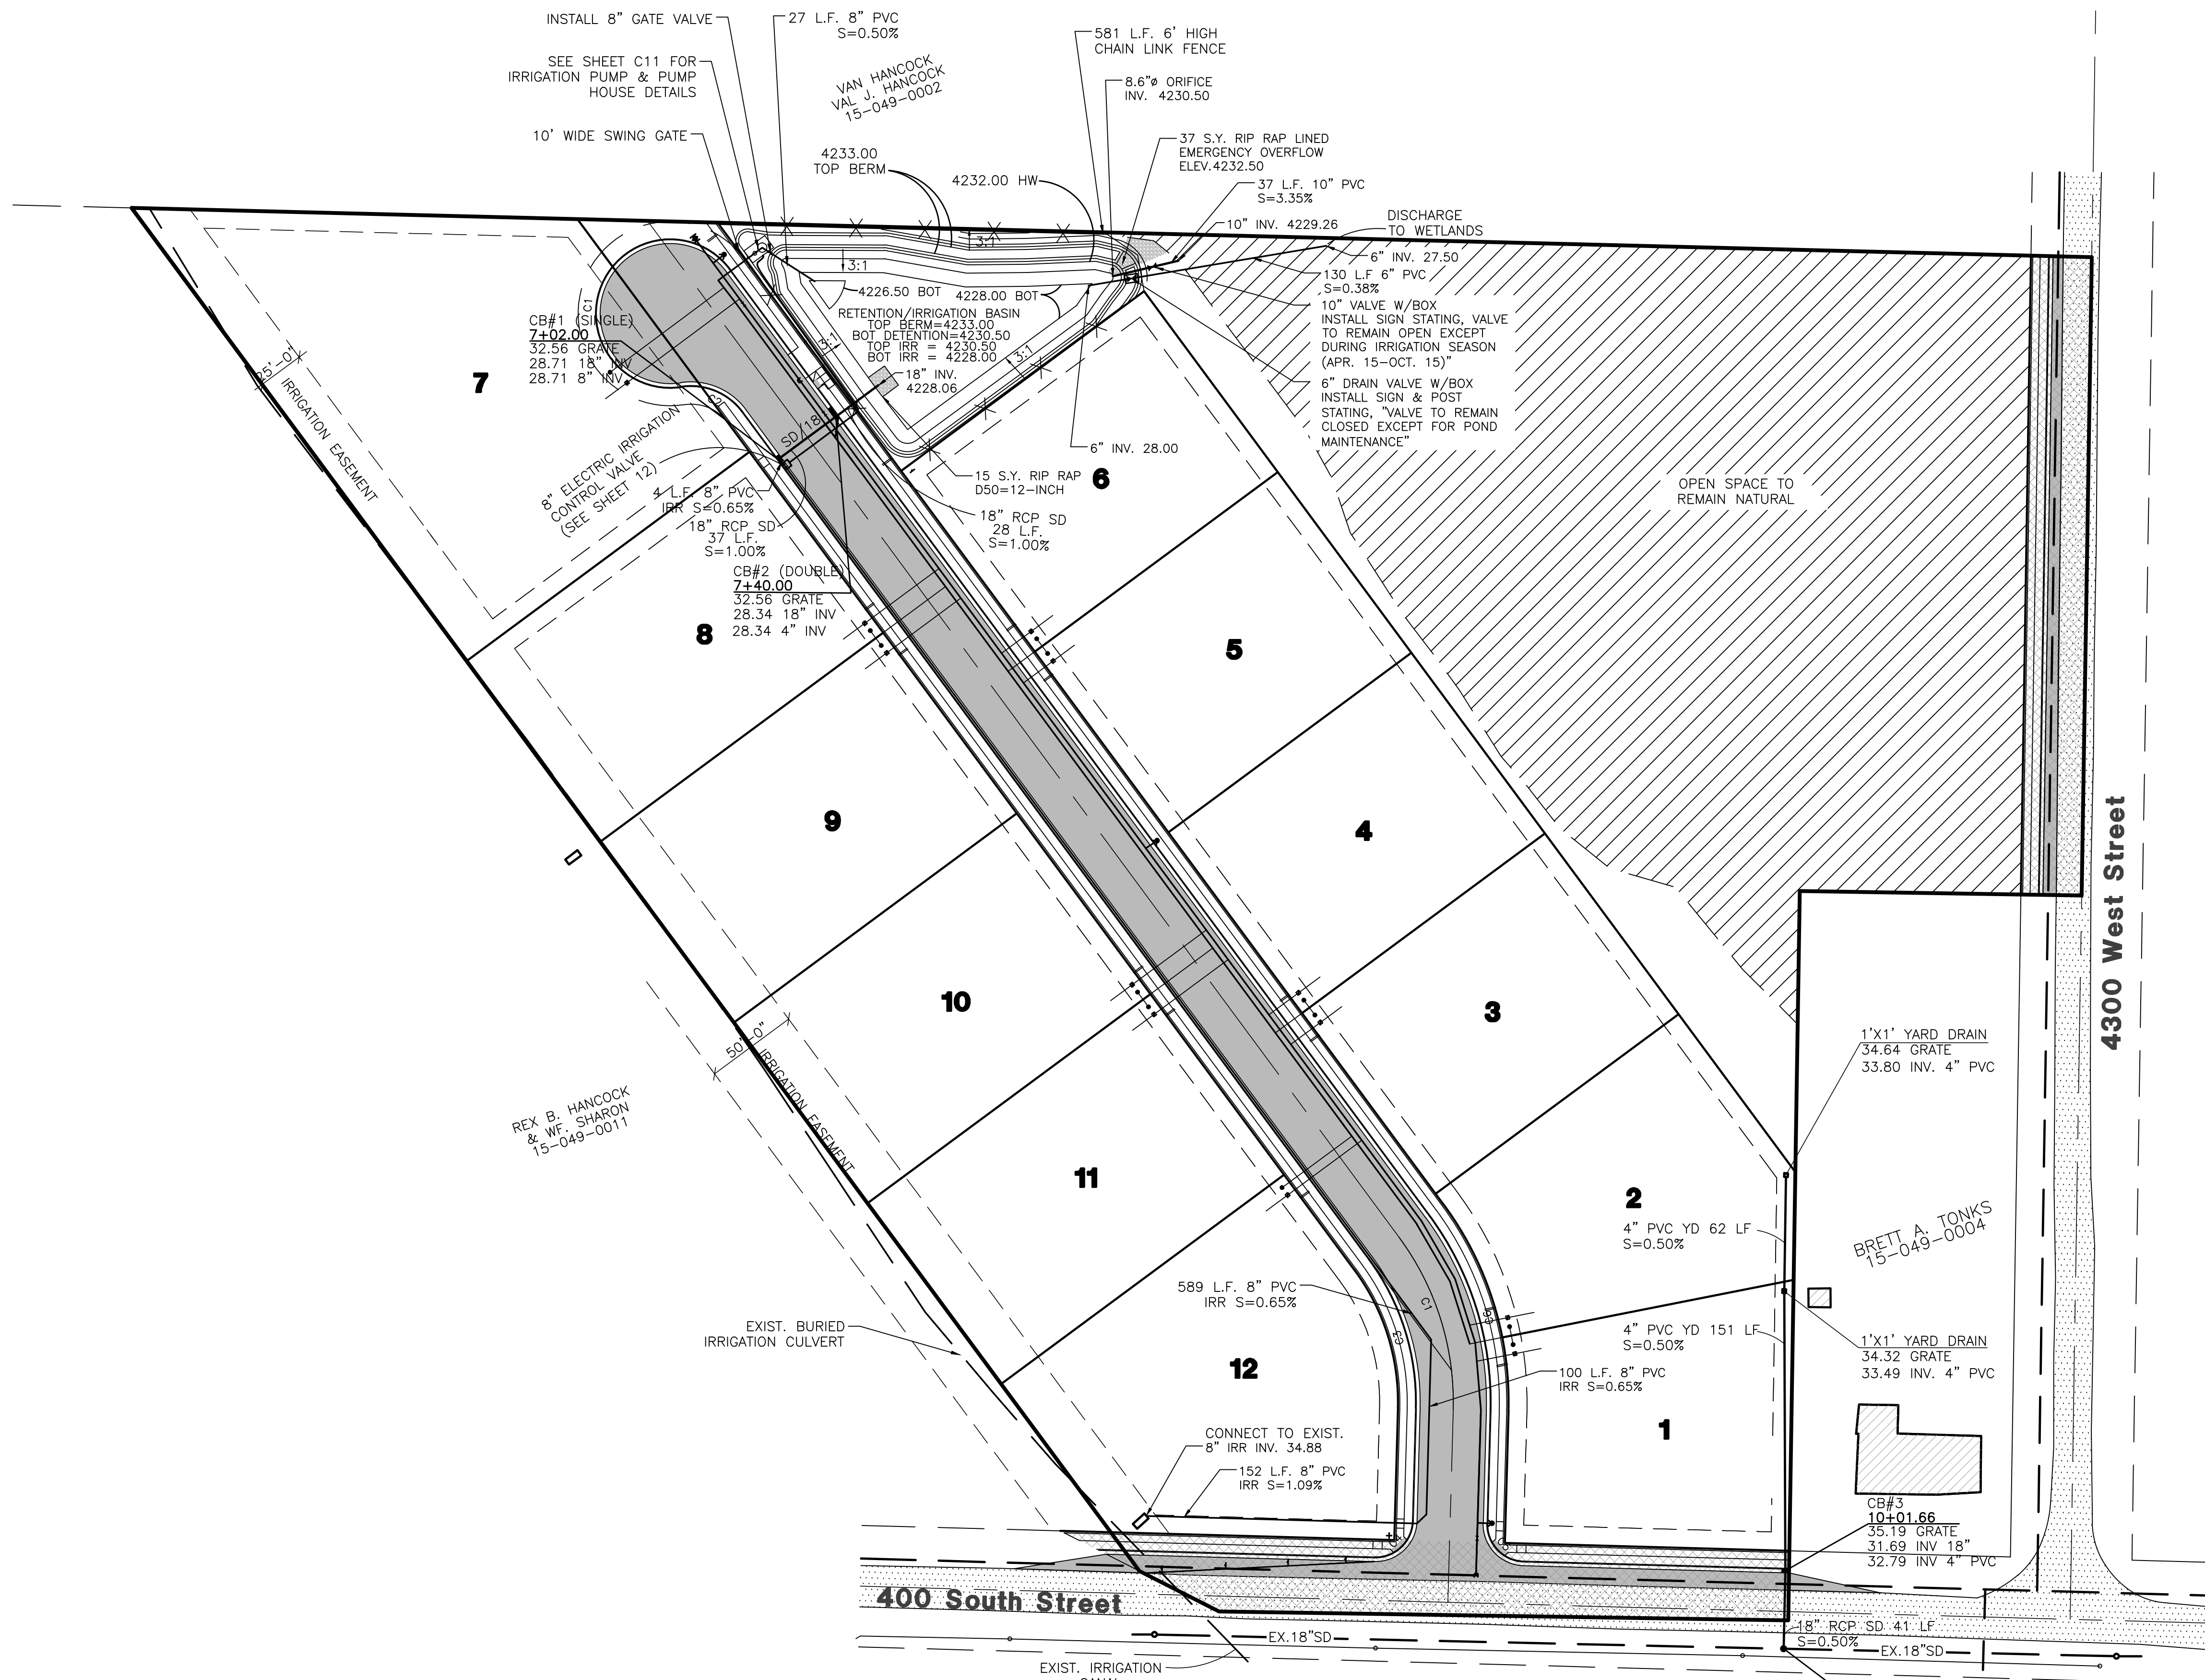 INSTALL 8" GATE VALVE
27 L.F. 8" PVC
S=0.50%
581 L.F. 6' HIGH
CHAIN LINK FENCE
SEE SHEET C11 FOR
IRRIGATION PUMP & PUMP
HOUSE DETAILS
VAN HANCOCK
VAL J. HANCOCK
15-049-0002
8.6"ø ORIFICE
INV. 4230.50
10' WIDE SWING GATE
4233.00
TOP BERM
4232.00 HW
37 S.Y. RIP RAP LINED
EMERGENCY OVERFLOW
ELEV.4232.50
37 L.F. 10" PVC
S=3.35%
10" INV. 4229.26
DISCHARGE
TO WETLANDS
6" INV. 27.50
130 L.F 6" PVC
S=0.38%
3:1
3:1
4226.50 BOT
4228.00 BOT
RETENTION/IRRIGATION BASIN
TOP BERM=4233.00
BOT DETENTION=4230.50
TOP IRR = 4230.50
BOT IRR = 4228.00
3:1
3:1
18" INV.
4228.06
10" VALVE W/BOX
INSTALL SIGN STATING, VALVE
TO REMAIN OPEN EXCEPT
DURING IRRIGATION SEASON
(APR. 15-OCT. 15)"
6" DRAIN VALVE W/BOX
INSTALL SIGN & POST
STATING, "VALVE TO REMAIN
CLOSED EXCEPT FOR POND
MAINTENANCE"
C1
CB#1 (SINGLE)
7+02.00
32.56 GRATE
28.71 18" INV
28.71 8" INV
25'-0"
IRRIGATION EASEMENT
7
C2
SD/18
8" ELECTRIC IRRIGATION
CONTROL VALVE
(SEE SHEET 12)
4 L.F. 8" PVC
IRR S=0.65%
18" RCP SD
37 L.F.
S=1.00%
CB#2 (DOUBLE)
7+40.00
32.56 GRATE
28.34 18" INV
28.34 4" INV
6" INV. 28.00
15 S.Y. RIP RAP
D50=12-INCH
18" RCP SD
28 L.F.
S=1.00%
6
OPEN SPACE TO
REMAIN NATURAL
8
5
9
4
10
3
11
2
12
1
4300 West Street
50'-0"
IRRIGATION EASEMENT
REX B. HANCOCK
& WF. SHARON
15-049-0011
1'X1' YARD DRAIN
34.64 GRATE
33.80 INV. 4" PVC
4" PVC YD 62 LF
S=0.50%
BRETT A. TONKS
15-049-0004
589 L.F. 8" PVC
IRR S=0.65%
C1
C3
EXIST. BURIED
IRRIGATION CULVERT
4" PVC YD 151 LF
S=0.50%
1'X1' YARD DRAIN
34.32 GRATE
33.49 INV. 4" PVC
100 L.F. 8" PVC
IRR S=0.65%
CONNECT TO EXIST.
8" IRR INV. 34.88
152 L.F. 8" PVC
IRR S=1.09%
CB#3
10+01.66
35.19 GRATE
31.69 INV 18"
32.79 INV 4" PVC
400 South Street
EX.18"SD
18" RCP SD 41 LF
S=0.50%
EX.18"SD
EXIST. IRRIGATION